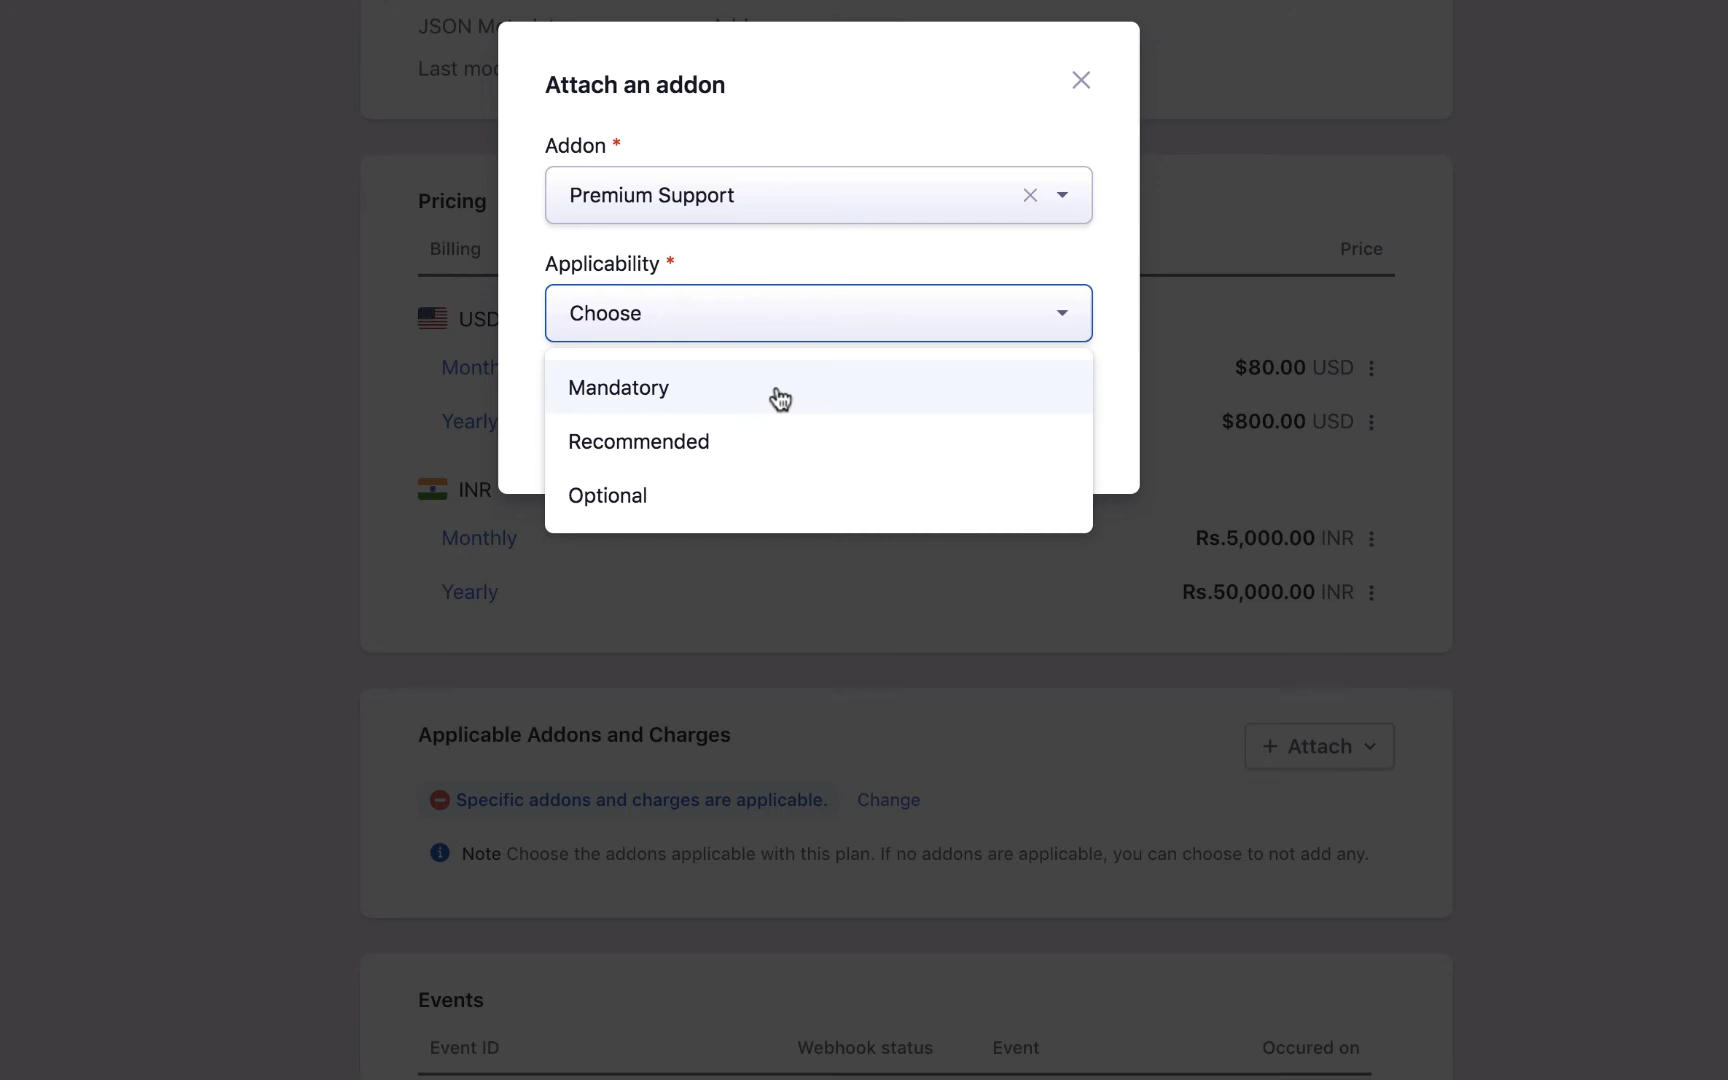 JSON M
Add
Last mod
Attach an addon
Addon *
Premium Support
Applicability *
Choose
Mandatory
Recommended
Optional
Pricing
Billing
Price
USD
Month
$80.00 USD
Yearly
$800.00 USD
INR
Monthly
Rs.5,000.00 INR
Yearly
Rs.50,000.00 INR
Applicable Addons and Charges
+ Attach
Specific addons and charges are applicable. Change
Note Choose the addons applicable with this plan. If no addons are applicable, you can choose to not add any.
Events
Event ID Webhook status Event Occured on